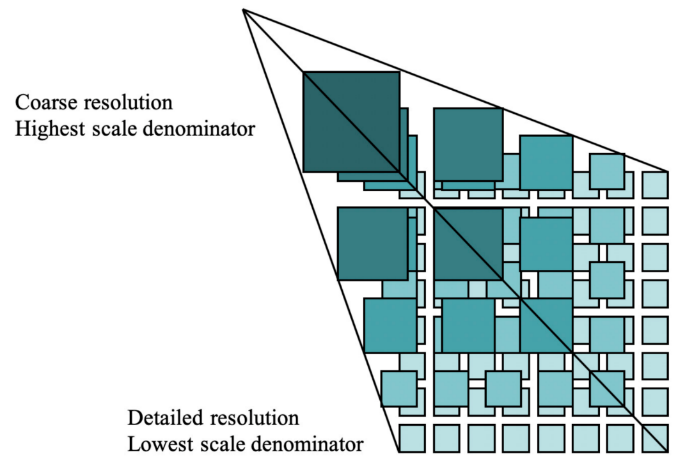 Coarse resolution
Highest scale denominator
Detailed resolution
Lowest scale denominator